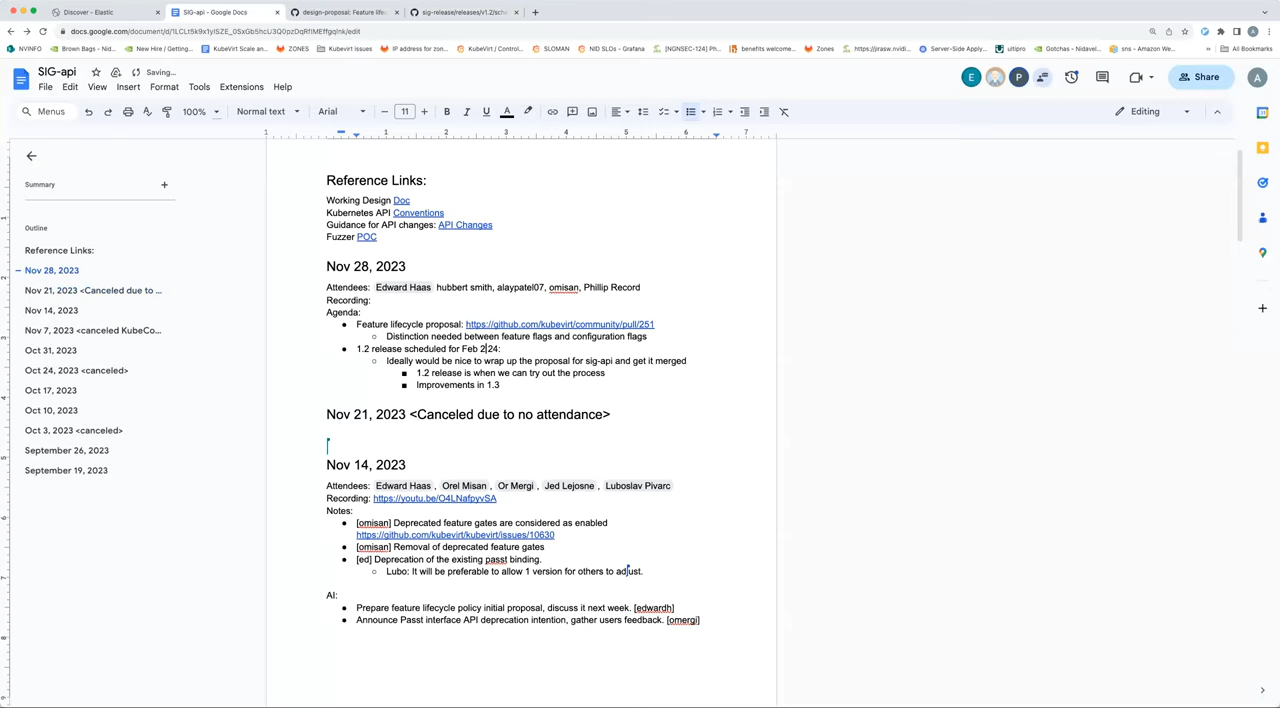 Discover - Elastic
SIG-api - Google Docs
design-proposal: Feature lifec
sig-release/releases/v1.2/sch
docs.google.com/document/d/
NVINFO
Brown Bags - Nid...
New Hire / Getting...
KubeVirt Scale and...
ZONES
Kubevirt issues
IP address for zon...
KubeVirt / Control...
SLOMAN
NID SLOs - Grafana
[NGNSEC-124] Ph...
benefits welcome...
Zones
https://jirasw.nvidi...
Server-Side Apply...
ultipro
Gotchas - Nidavel...
sns - Amazon We...
»
All Bookmarks
SIG-api
Saving...
File Edit View Insert Format Tools Extensions Help
E
P
Share
A
Menus
100%
Normal text
Arial
11
B I U A
Editing
1 1 2 3 4 5 6 7
Summary
Outline
Reference Links:
Nov 28, 2023
Nov 21, 2023 <Canceled due to ...
Nov 14, 2023
Nov 7, 2023 <canceled KubeCo...
Oct 31, 2023
Oct 24, 2023 <canceled>
Oct 17, 2023
Oct 10, 2023
Oct 3, 2023 <canceled>
September 26, 2023
September 19, 2023
Reference Links:
Working Design Doc
Kubernetes API Conventions
Guidance for API changes: API Changes
Fuzzer POC
Nov 28, 2023
Attendees: Edward Haas hubbert smith, alaypatel07, omisan, Phillip Record
Recording:
Agenda:
● Feature lifecycle proposal: https://github.com/kubevirt/community/pull/251
○ Distinction needed between feature flags and configuration flags
● 1.2 release scheduled for Feb 2 24:
○ Ideally would be nice to wrap up the proposal for sig-api and get it merged
■ 1.2 release is when we can try out the process
■ Improvements in 1.3
Nov 21, 2023 <Canceled due to no attendance>
Nov 14, 2023
Attendees: Edward Haas , Orel Misan , Or Mergi , Jed Lejosne , Luboslav Pivarc
Recording: https://youtu.be/O4LNafpyvSA
Notes:
● [omisan] Deprecated feature gates are considered as enabled
https://github.com/kubevirt/kubevirt/issues/10630
● [omisan] Removal of deprecated feature gates
● [ed] Deprecation of the existing passt binding.
○ Lubo: It will be preferable to allow 1 version for others to adjust.
AI:
● Prepare feature lifecycle policy initial proposal, discuss it next week. [edwardh]
● Announce Passt interface API deprecation intention, gather users feedback. [omergi]